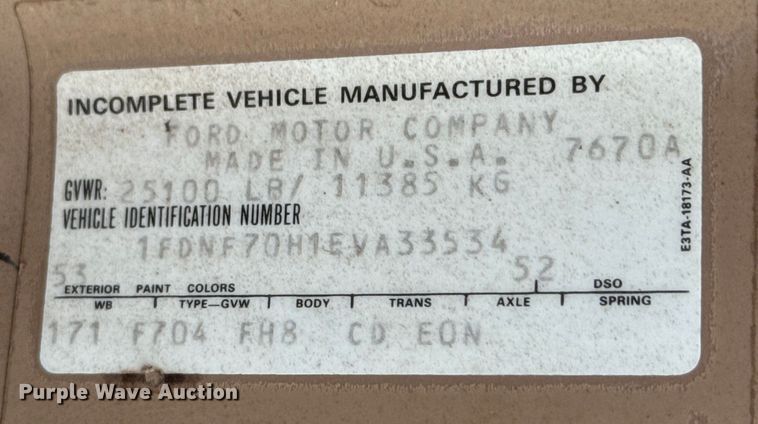 INCOMPLETE VEHICLE MANUFACTURED BY
FORD MOTOR COMPANY
MADE IN U.S.A. 7670A
GVWR: 25100 LB/ 11385 KG
VEHICLE IDENTIFICATION NUMBER
1FDNF70H1EVA33534
53 52
EXTERIOR PAINT COLORS DSO
WB TYPE-GVW BODY TRANS AXLE SPRING
171 F704 FH8 CD EQN
E3TA-18173-AA
Purple Wave Auction